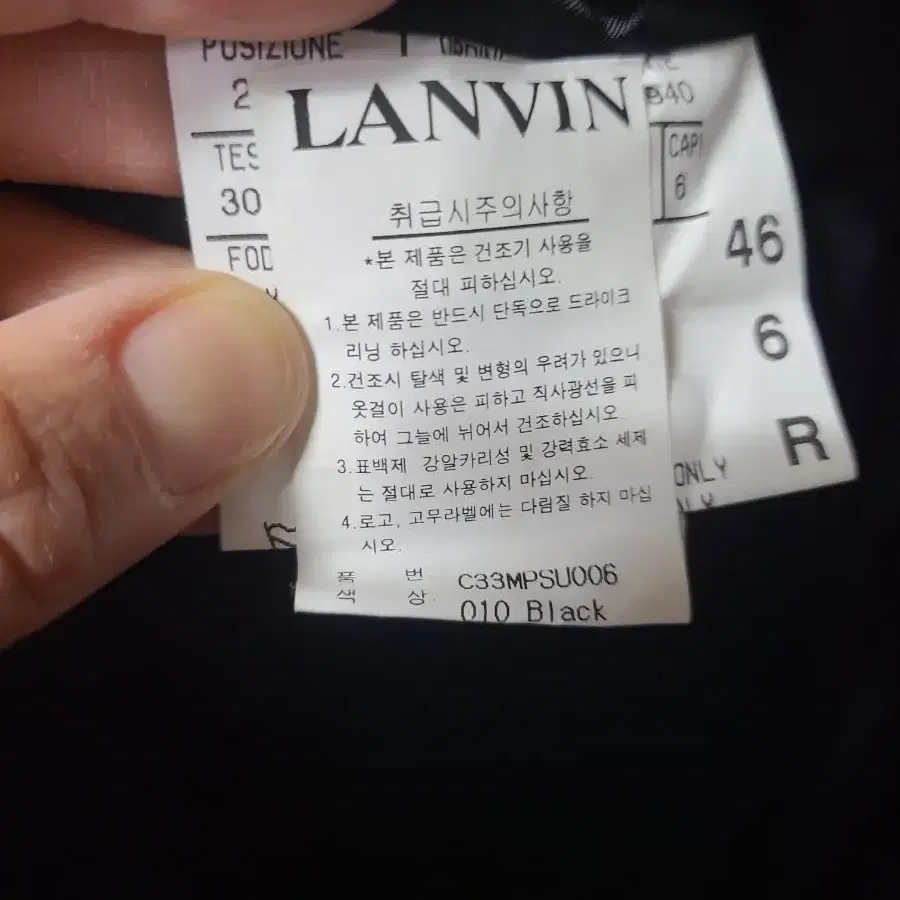 POSIZIONE
2
TES
30
FOD
LANVIN
취급시주의사항
*본 제품은 건조기 사용을
절대 피하십시오.
1.본 제품은 반드시 단독으로 드라이크
리닝 하십시오.
2.건조시 탈색 및 변형의 우려가 있으니
옷걸이 사용은 피하고 직사광선을 피
하여 그늘에 뉘어서 건조하십시오.
3.표백제 강알카리성 및 강력효소 세제
는 절대로 사용하지 마십시오.
4.로고, 고무라벨에는 다림질 하지 마십
시오.
품 번 C33MPSU006
색 상. 010 Black
840
CAPI
6
46
6
R
ONLY